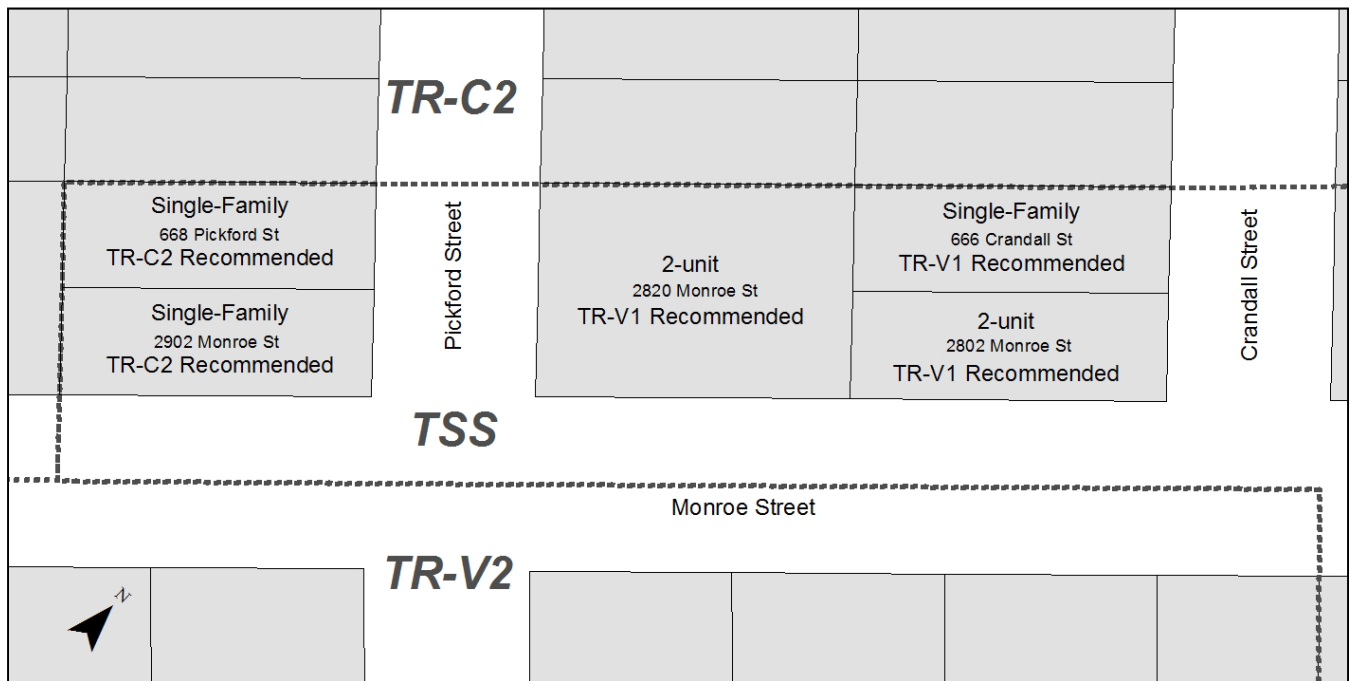 TR-C2
Single-Family
668 Pickford St
TR-C2 Recommended
Single-Family
2902 Monroe St
TR-C2 Recommended
Pickford Street
2-unit
2820 Monroe St
TR-V1 Recommended
Single-Family
666 Crandall St
TR-V1 Recommended
2-unit
2802 Monroe St
TR-V1 Recommended
Crandall Street
TSS
Monroe Street
TR-V2
N